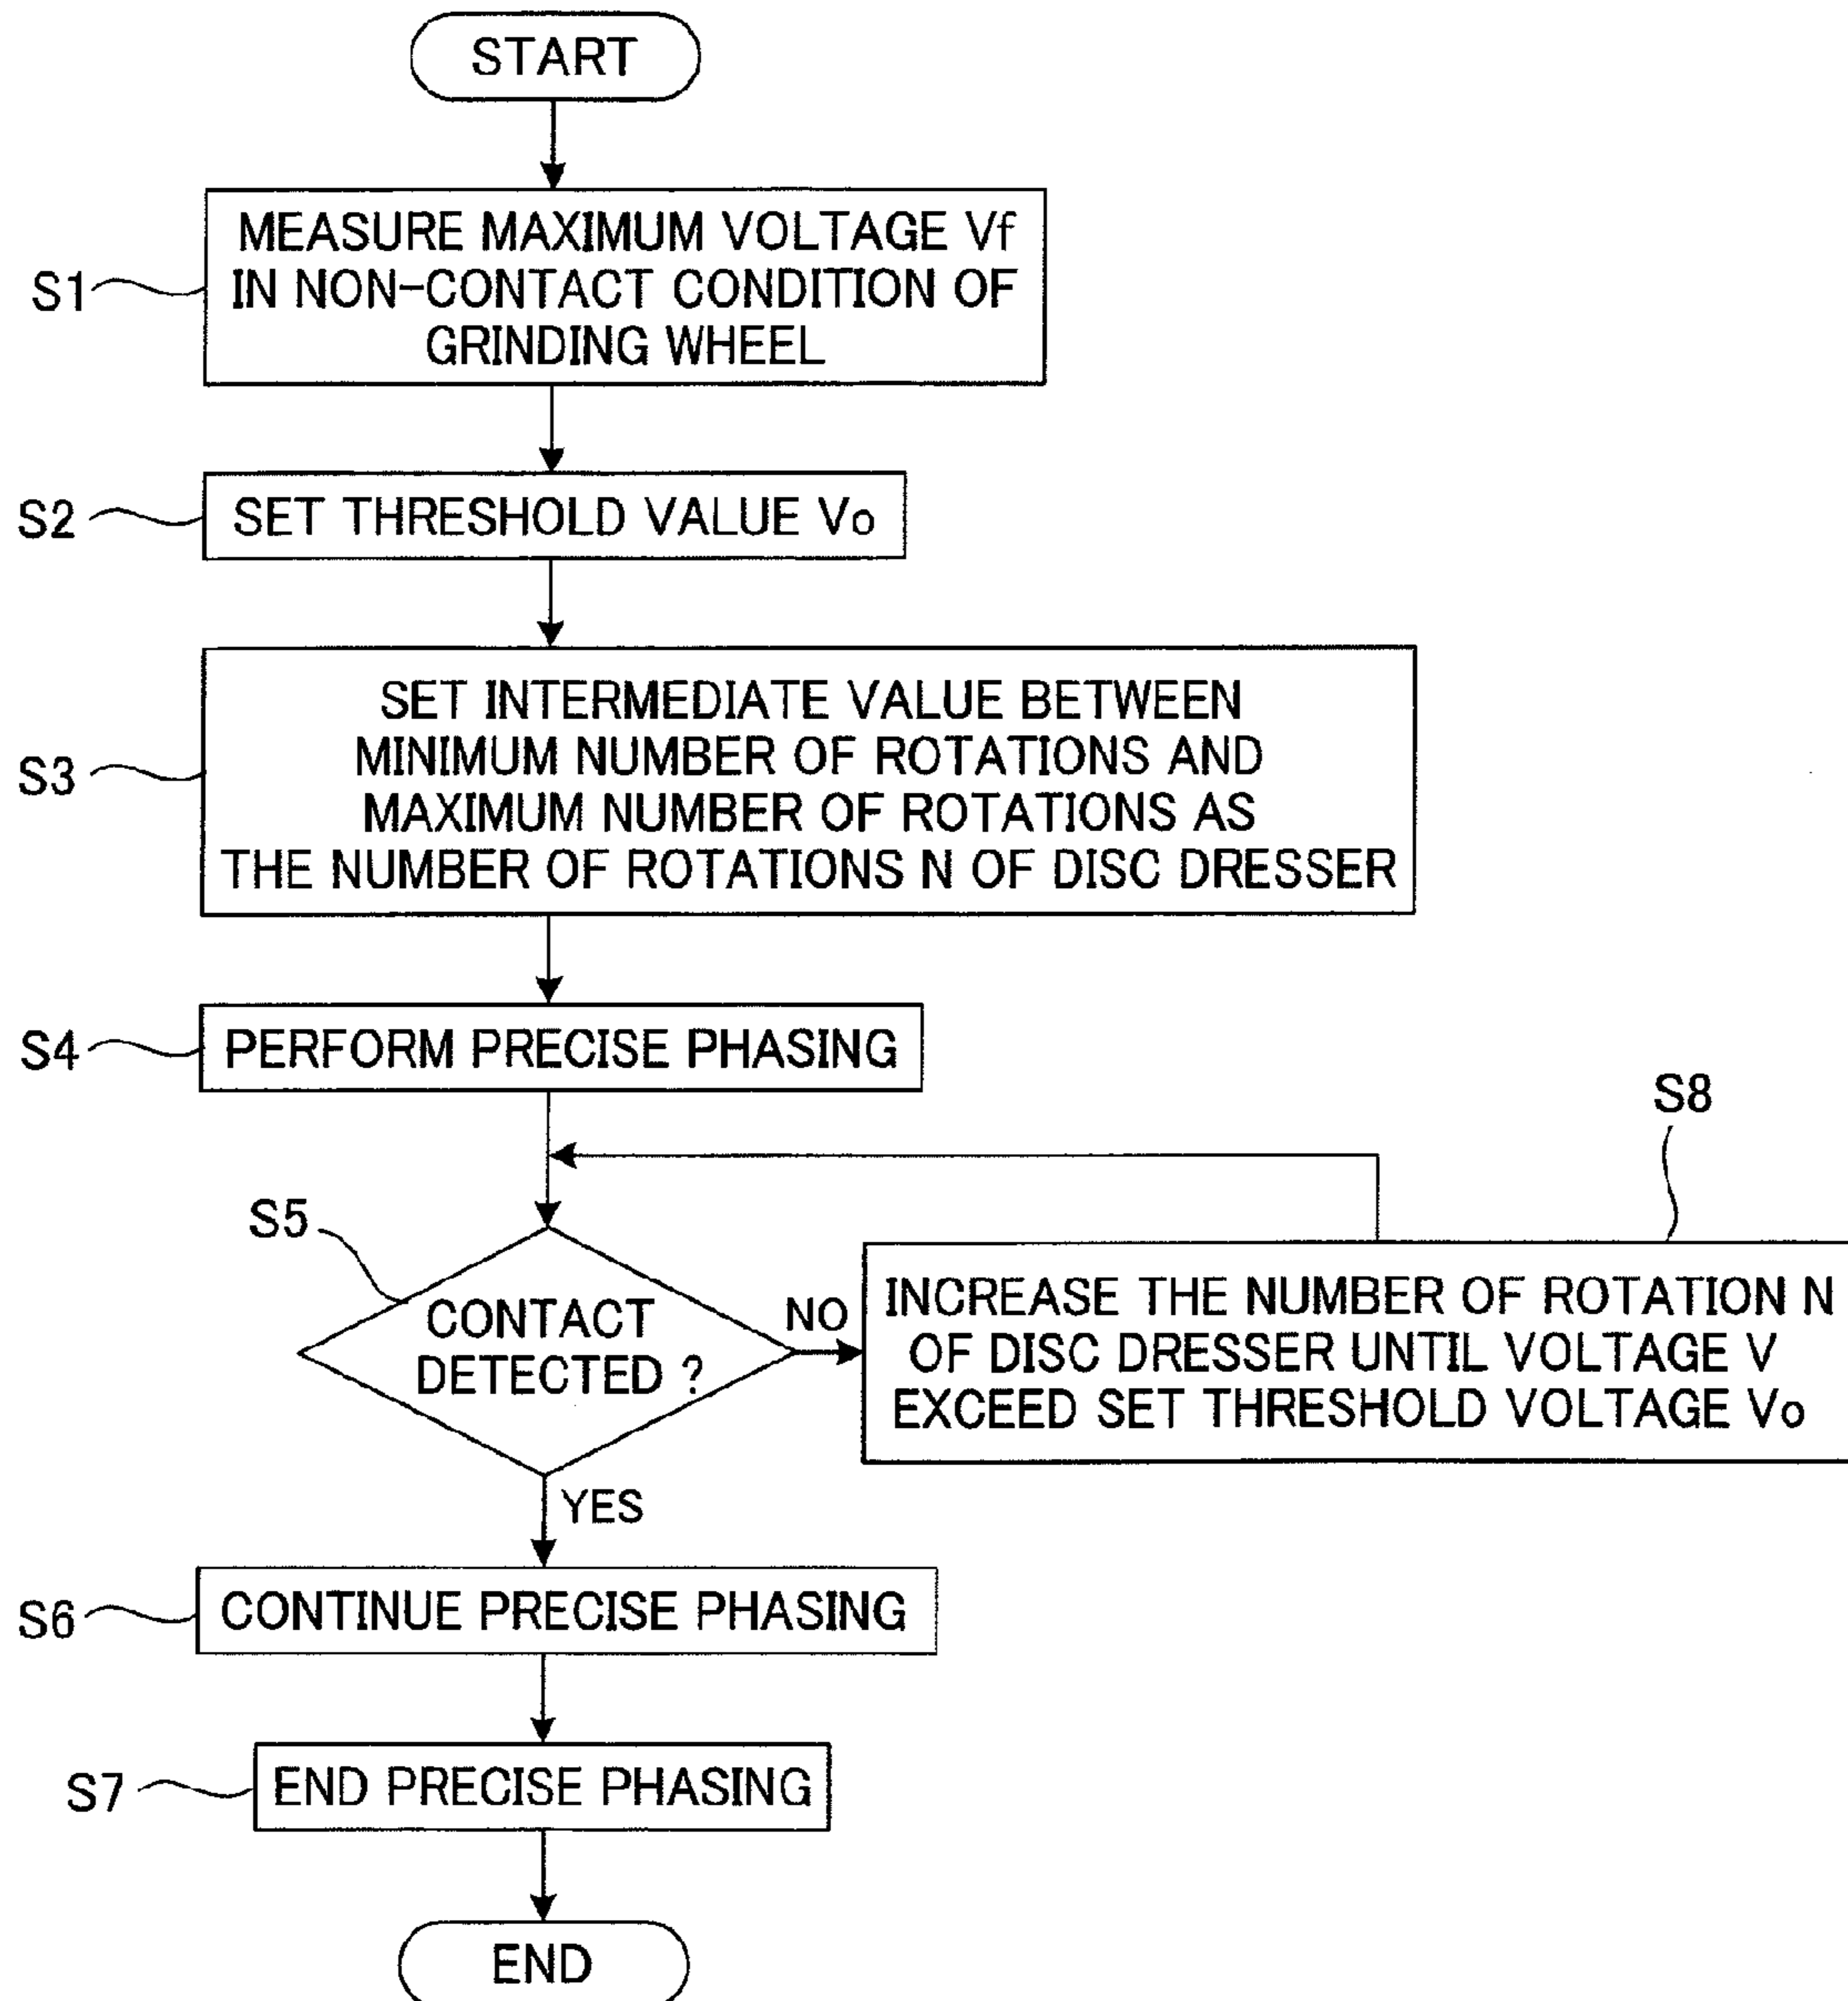 START
S1
MEASURE MAXIMUM VOLTAGE Vf
IN NON-CONTACT CONDITION OF
GRINDING WHEEL
S2
SET THRESHOLD VALUE Vo
S3
SET INTERMEDIATE VALUE BETWEEN
MINIMUM NUMBER OF ROTATIONS AND
MAXIMUM NUMBER OF ROTATIONS AS
THE NUMBER OF ROTATIONS N OF DISC DRESSER
S4
PERFORM PRECISE PHASING
S5
CONTACT
DETECTED ?
NO
S8
INCREASE THE NUMBER OF ROTATION N
OF DISC DRESSER UNTIL VOLTAGE V
EXCEED SET THRESHOLD VOLTAGE Vo
YES
S6
CONTINUE PRECISE PHASING
S7
END PRECISE PHASING
END